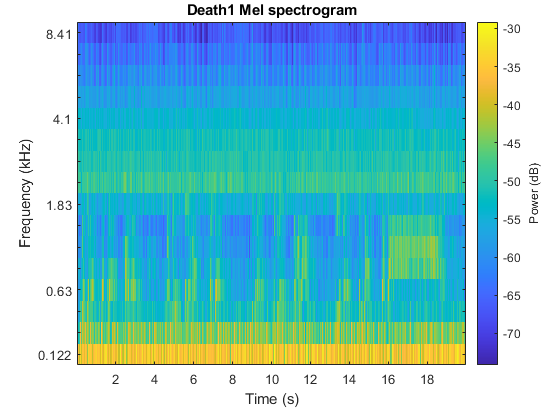 Death1 Mel spectrogram
8.41
4.1
1.83
0.63
0.122
Frequency (kHz)
2 4 6 8 10 12 14 16 18
Time (s)
-30
-35
-40
-45
-50
-55
-60
-65
-70
Power (dB)